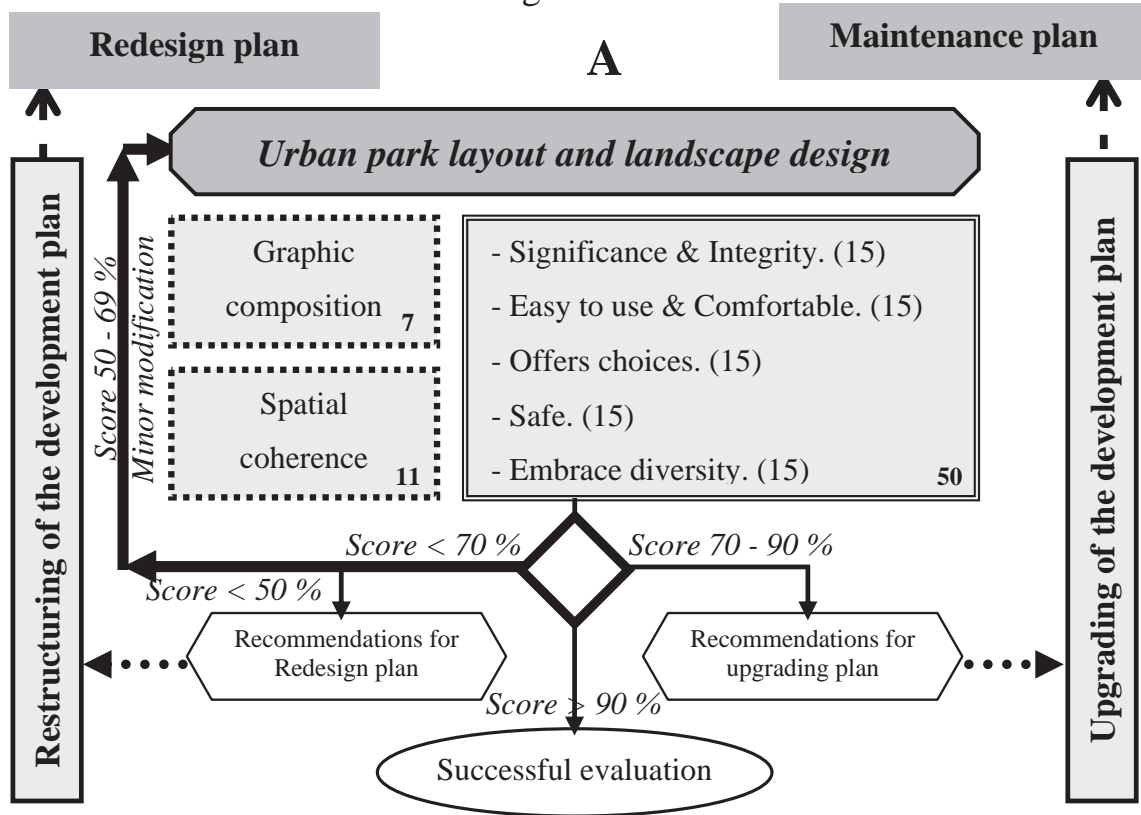 Redesign plan
A
Maintenance plan
Urban park layout and landscape design
Restructuring of the development plan
Score 50 - 69 %
Minor modification
Graphic
composition 7
Spatial
coherence 11
- Significance & Integrity. (15)
- Easy to use & Comfortable. (15)
- Offers choices. (15)
- Safe. (15)
- Embrace diversity. (15) 50
Upgrading of the development plan
Score < 70 %
Score 70 - 90 %
Score < 50 %
Recommendations for
Redesign plan
Recommendations for
upgrading plan
Score > 90 %
Successful evaluation